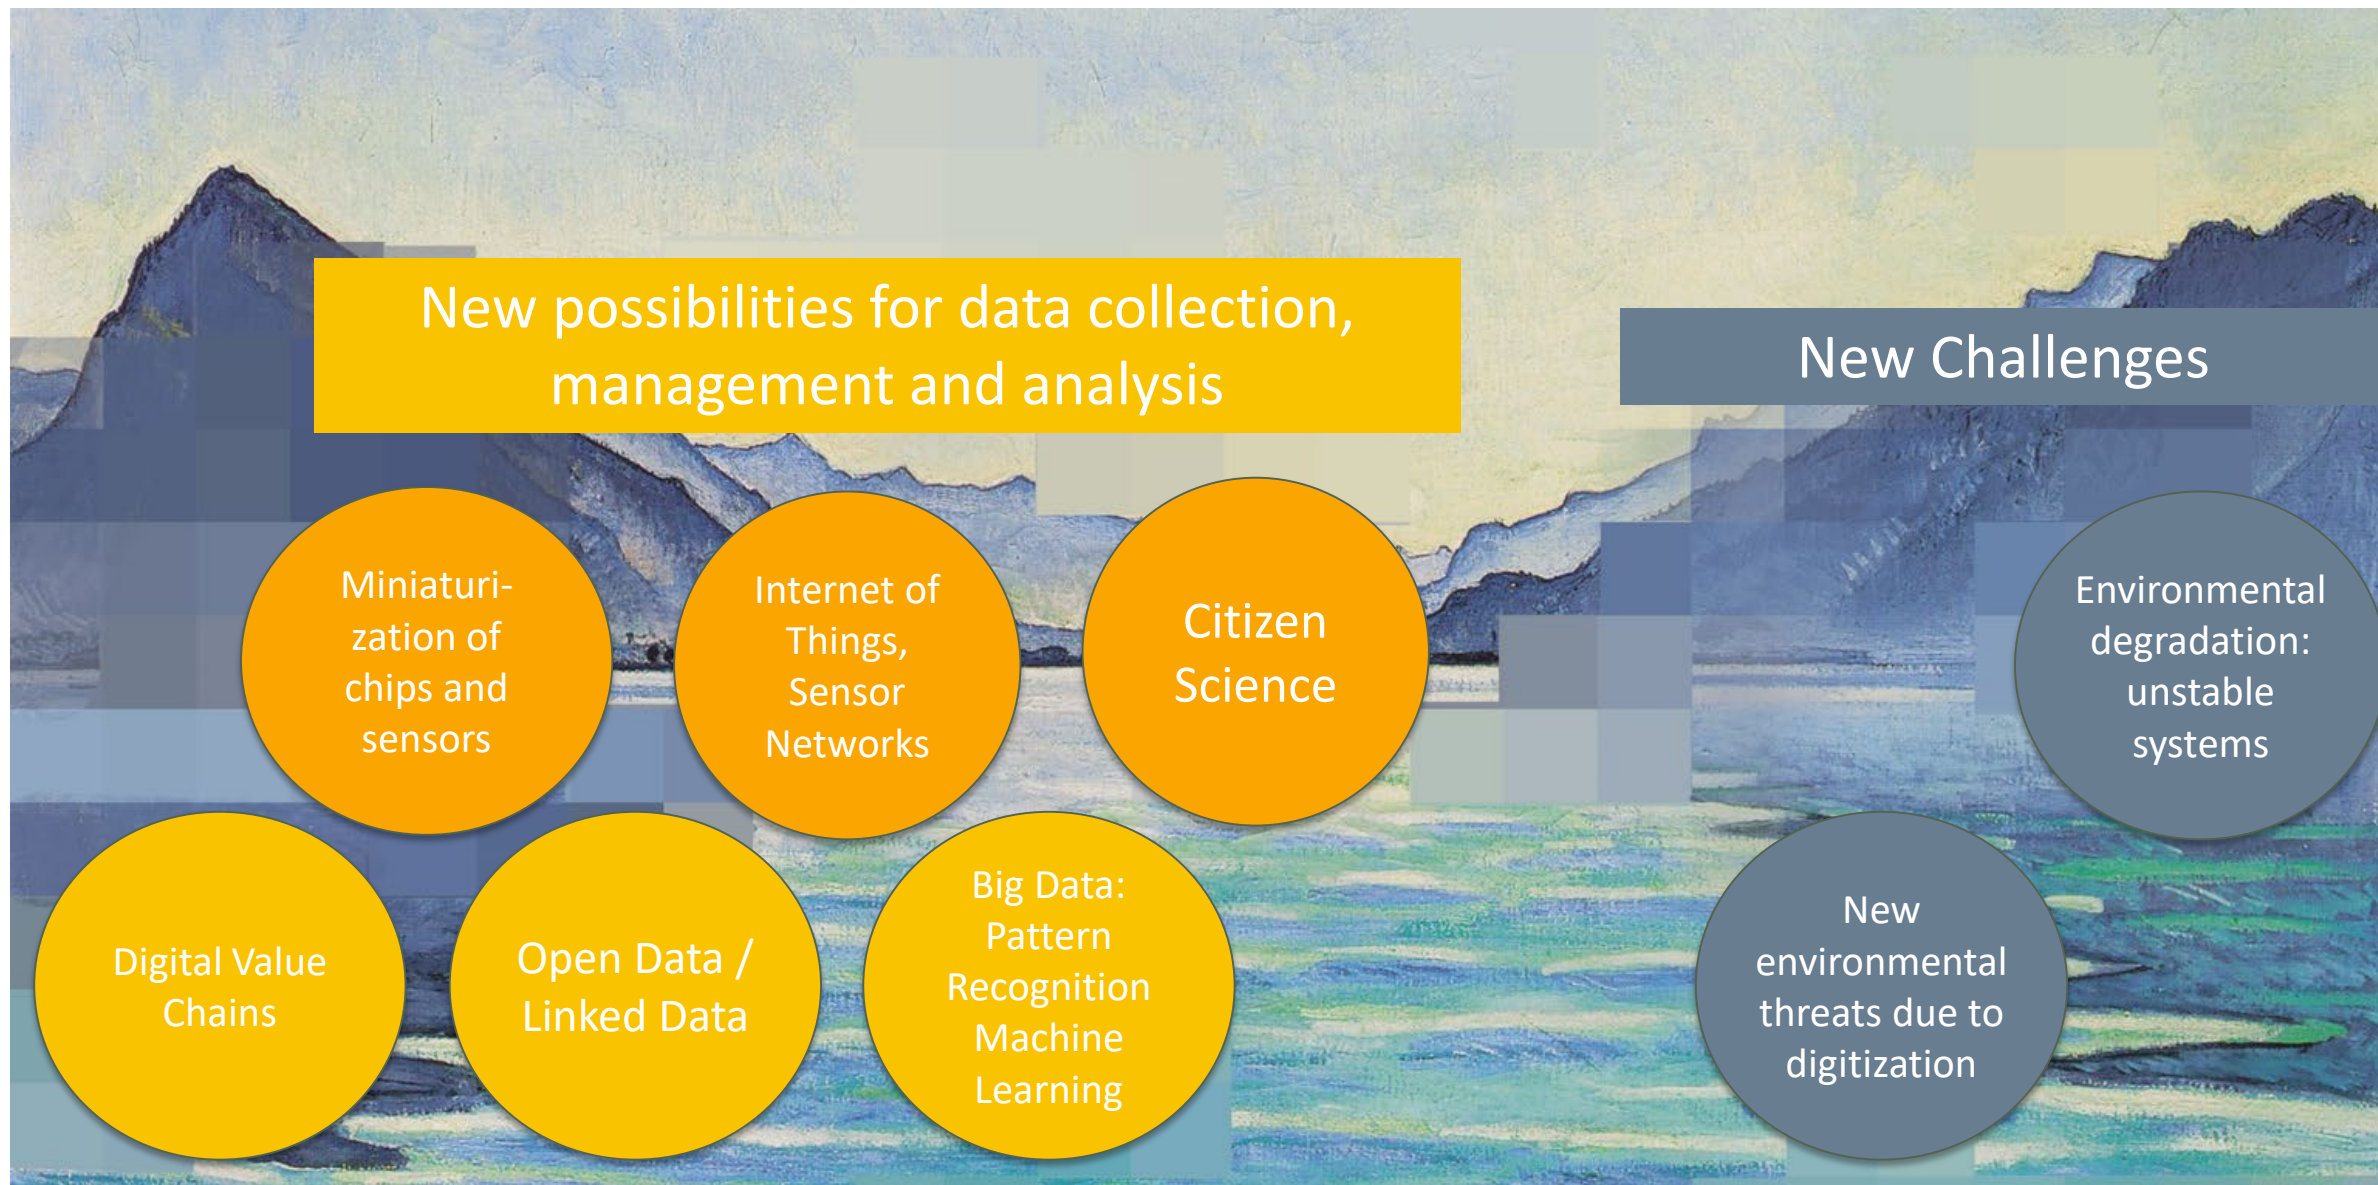 New possibilities for data collection,
management and analysis
New Challenges
Miniaturi-
zation of
chips and
sensors
Internet of
Things,
Sensor
Networks
Citizen
Science
Environmental
degradation:
unstable
systems
Digital Value
Chains
Open Data /
Linked Data
Big Data:
Pattern
Recognition
Machine
Learning
New
environmental
threats due to
digitization